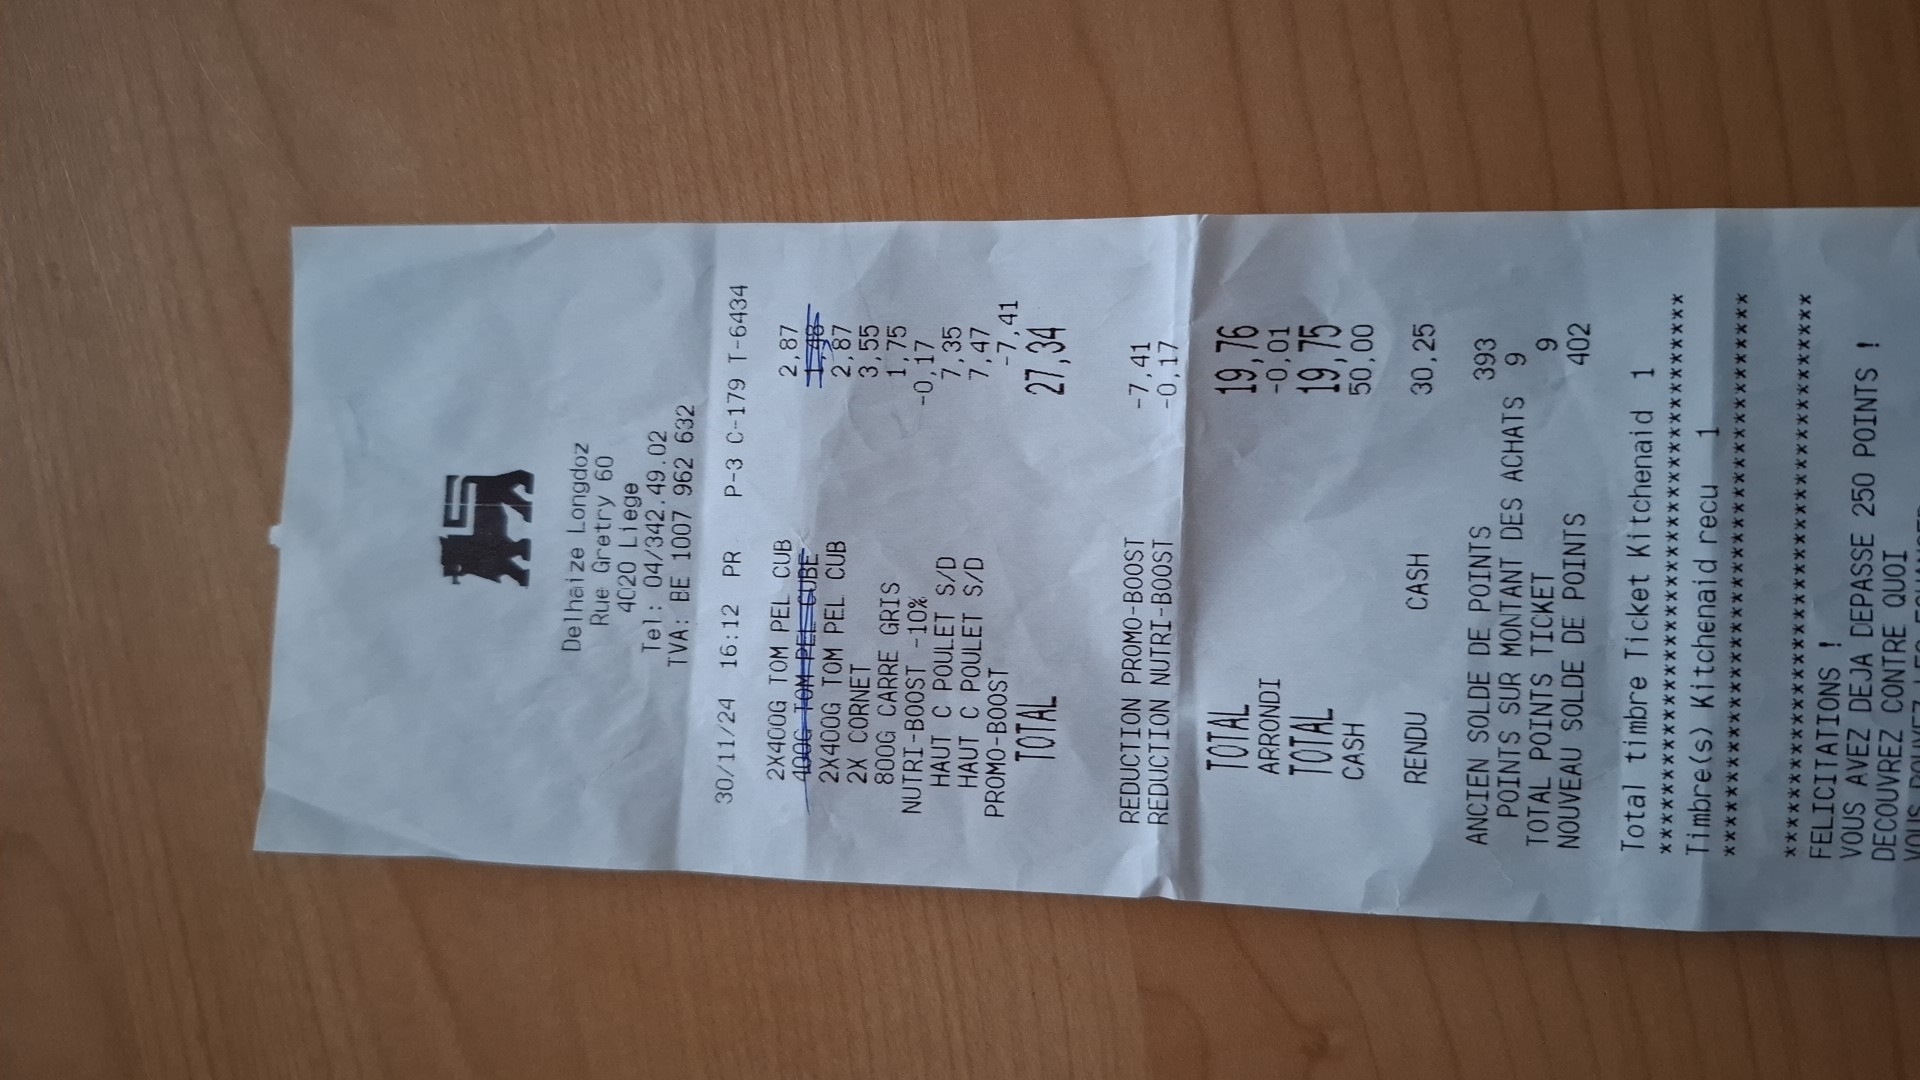 Delhaize Longdoz
Rue Gretry 60
4020 Liege
Tel: 04/342.49.02
TVA: BE 1007 962 632
30/11/24 16:12 PR P-3 C-179 T-6434
2X400G TOM PEL CUB 2,87
400G TOM PEL CUBE 1,48
2X400G TOM PEL CUB 2,87
2X CORNET 3,55
800G CARRE GRIS 1,75
NUTRI-BOOST -10% -0,17
HAUT C POULET S/D 7,35
HAUT C POULET S/D 7,47
PROMO-BOOST -7,41
TOTAL 27,34
REDUCTION PROMO-BOOST -7,41
REDUCTION NUTRI-BOOST -0,17
TOTAL 19,76
ARRONDI -0,01
TOTAL 19,75
CASH 50,00
RENDU CASH 30,25
ANCIEN SOLDE DE POINTS 393
POINTS SUR MONTANT DES ACHATS 9
TOTAL POINTS TICKET 9
NOUVEAU SOLDE DE POINTS 402
Total timbre Ticket Kitchenaid 1
****************************************
Timbre(s) Kitchenaid recu 1
****************************************
****************************************
FELICITATIONS !
VOUS AVEZ DEJA DEPASSE 250 POINTS !
DECOUVREZ CONTRE QUOI